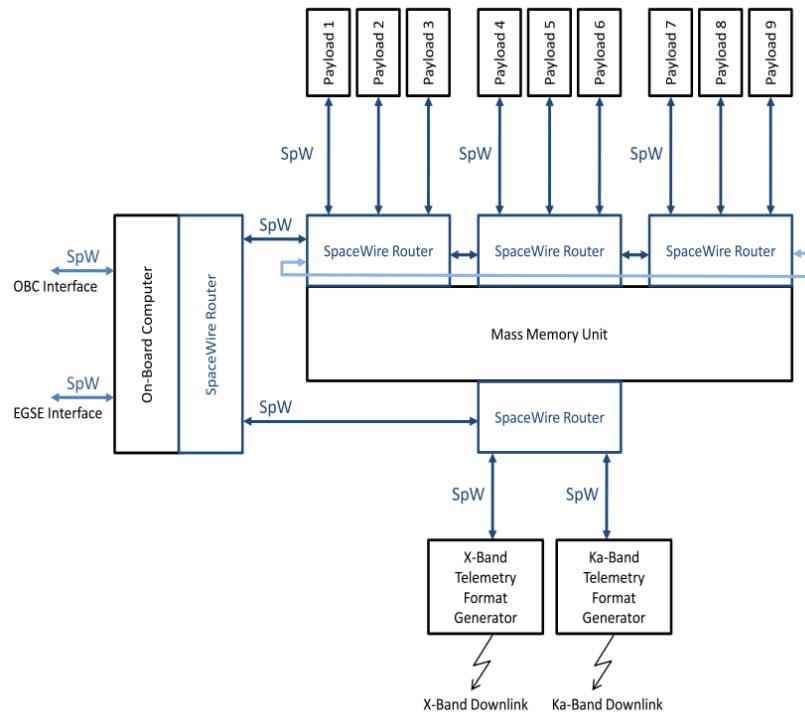 Payload 1
Payload 2
Payload 3
Payload 4
Payload 5
Payload 6
Payload 7
Payload 8
Payload 9
SpW
SpW
SpW
SpW
SpaceWire Router
SpaceWire Router
SpaceWire Router
SpW
OBC Interface
On-Board Computer
SpaceWire Router
Mass Memory Unit
SpW
EGSE Interface
SpW
SpaceWire Router
SpW
SpW
X-Band
Telemetry
Format
Generator
Ka-Band
Telemetry
Format
Generator
X-Band Downlink
Ka-Band Downlink